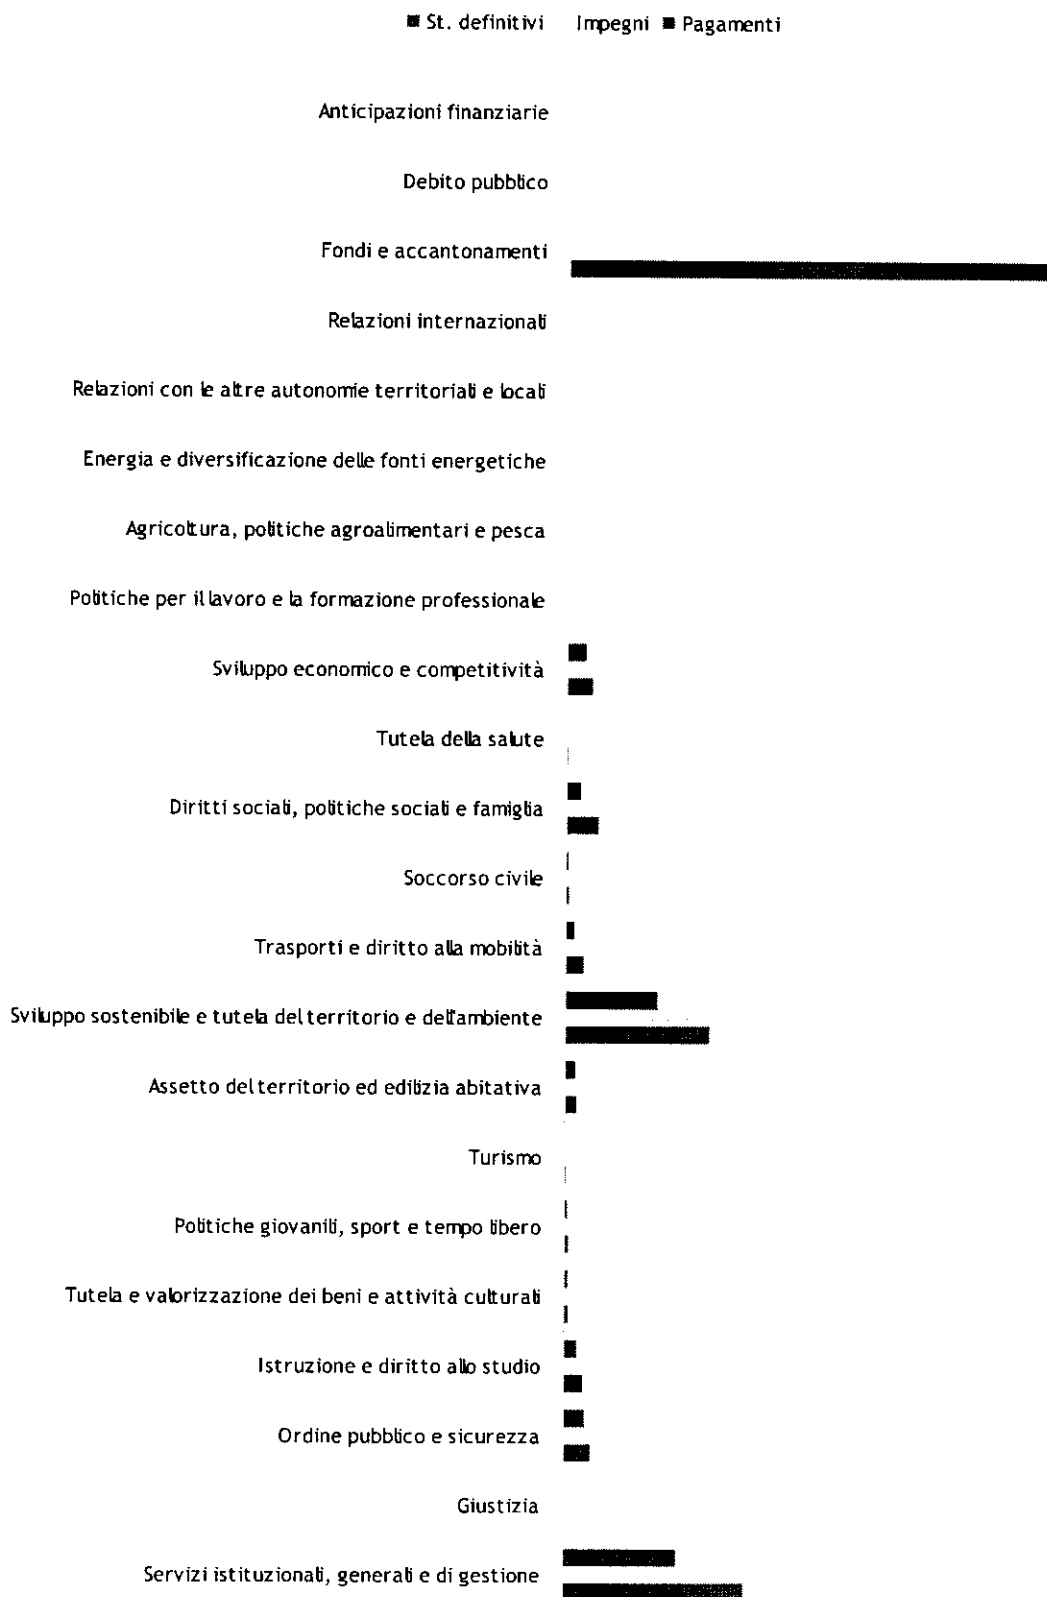 St. definitivi Impegni Pagamenti
Anticipazioni finanziarie
Debito pubblico
Fondi e accantonamenti
Relazioni internazionali
Relazioni con le altre autonomie territoriali e locali
Energia e diversificazione delle fonti energetiche
Agricoltura, politiche agroalimentari e pesca
Politiche per il lavoro e la formazione professionale
Sviluppo economico e competitività
Tutela della salute
Diritti sociali, politiche sociali e famiglia
Soccorso civile
Trasporti e diritto alla mobilità
Sviluppo sostenibile e tutela del territorio e dell'ambiente
Assetto del territorio ed edilizia abitativa
Turismo
Politiche giovanili, sport e tempo libero
Tutela e valorizzazione dei beni e attività culturali
Istruzione e diritto allo studio
Ordine pubblico e sicurezza
Giustizia
Servizi istituzionali, generali e di gestione